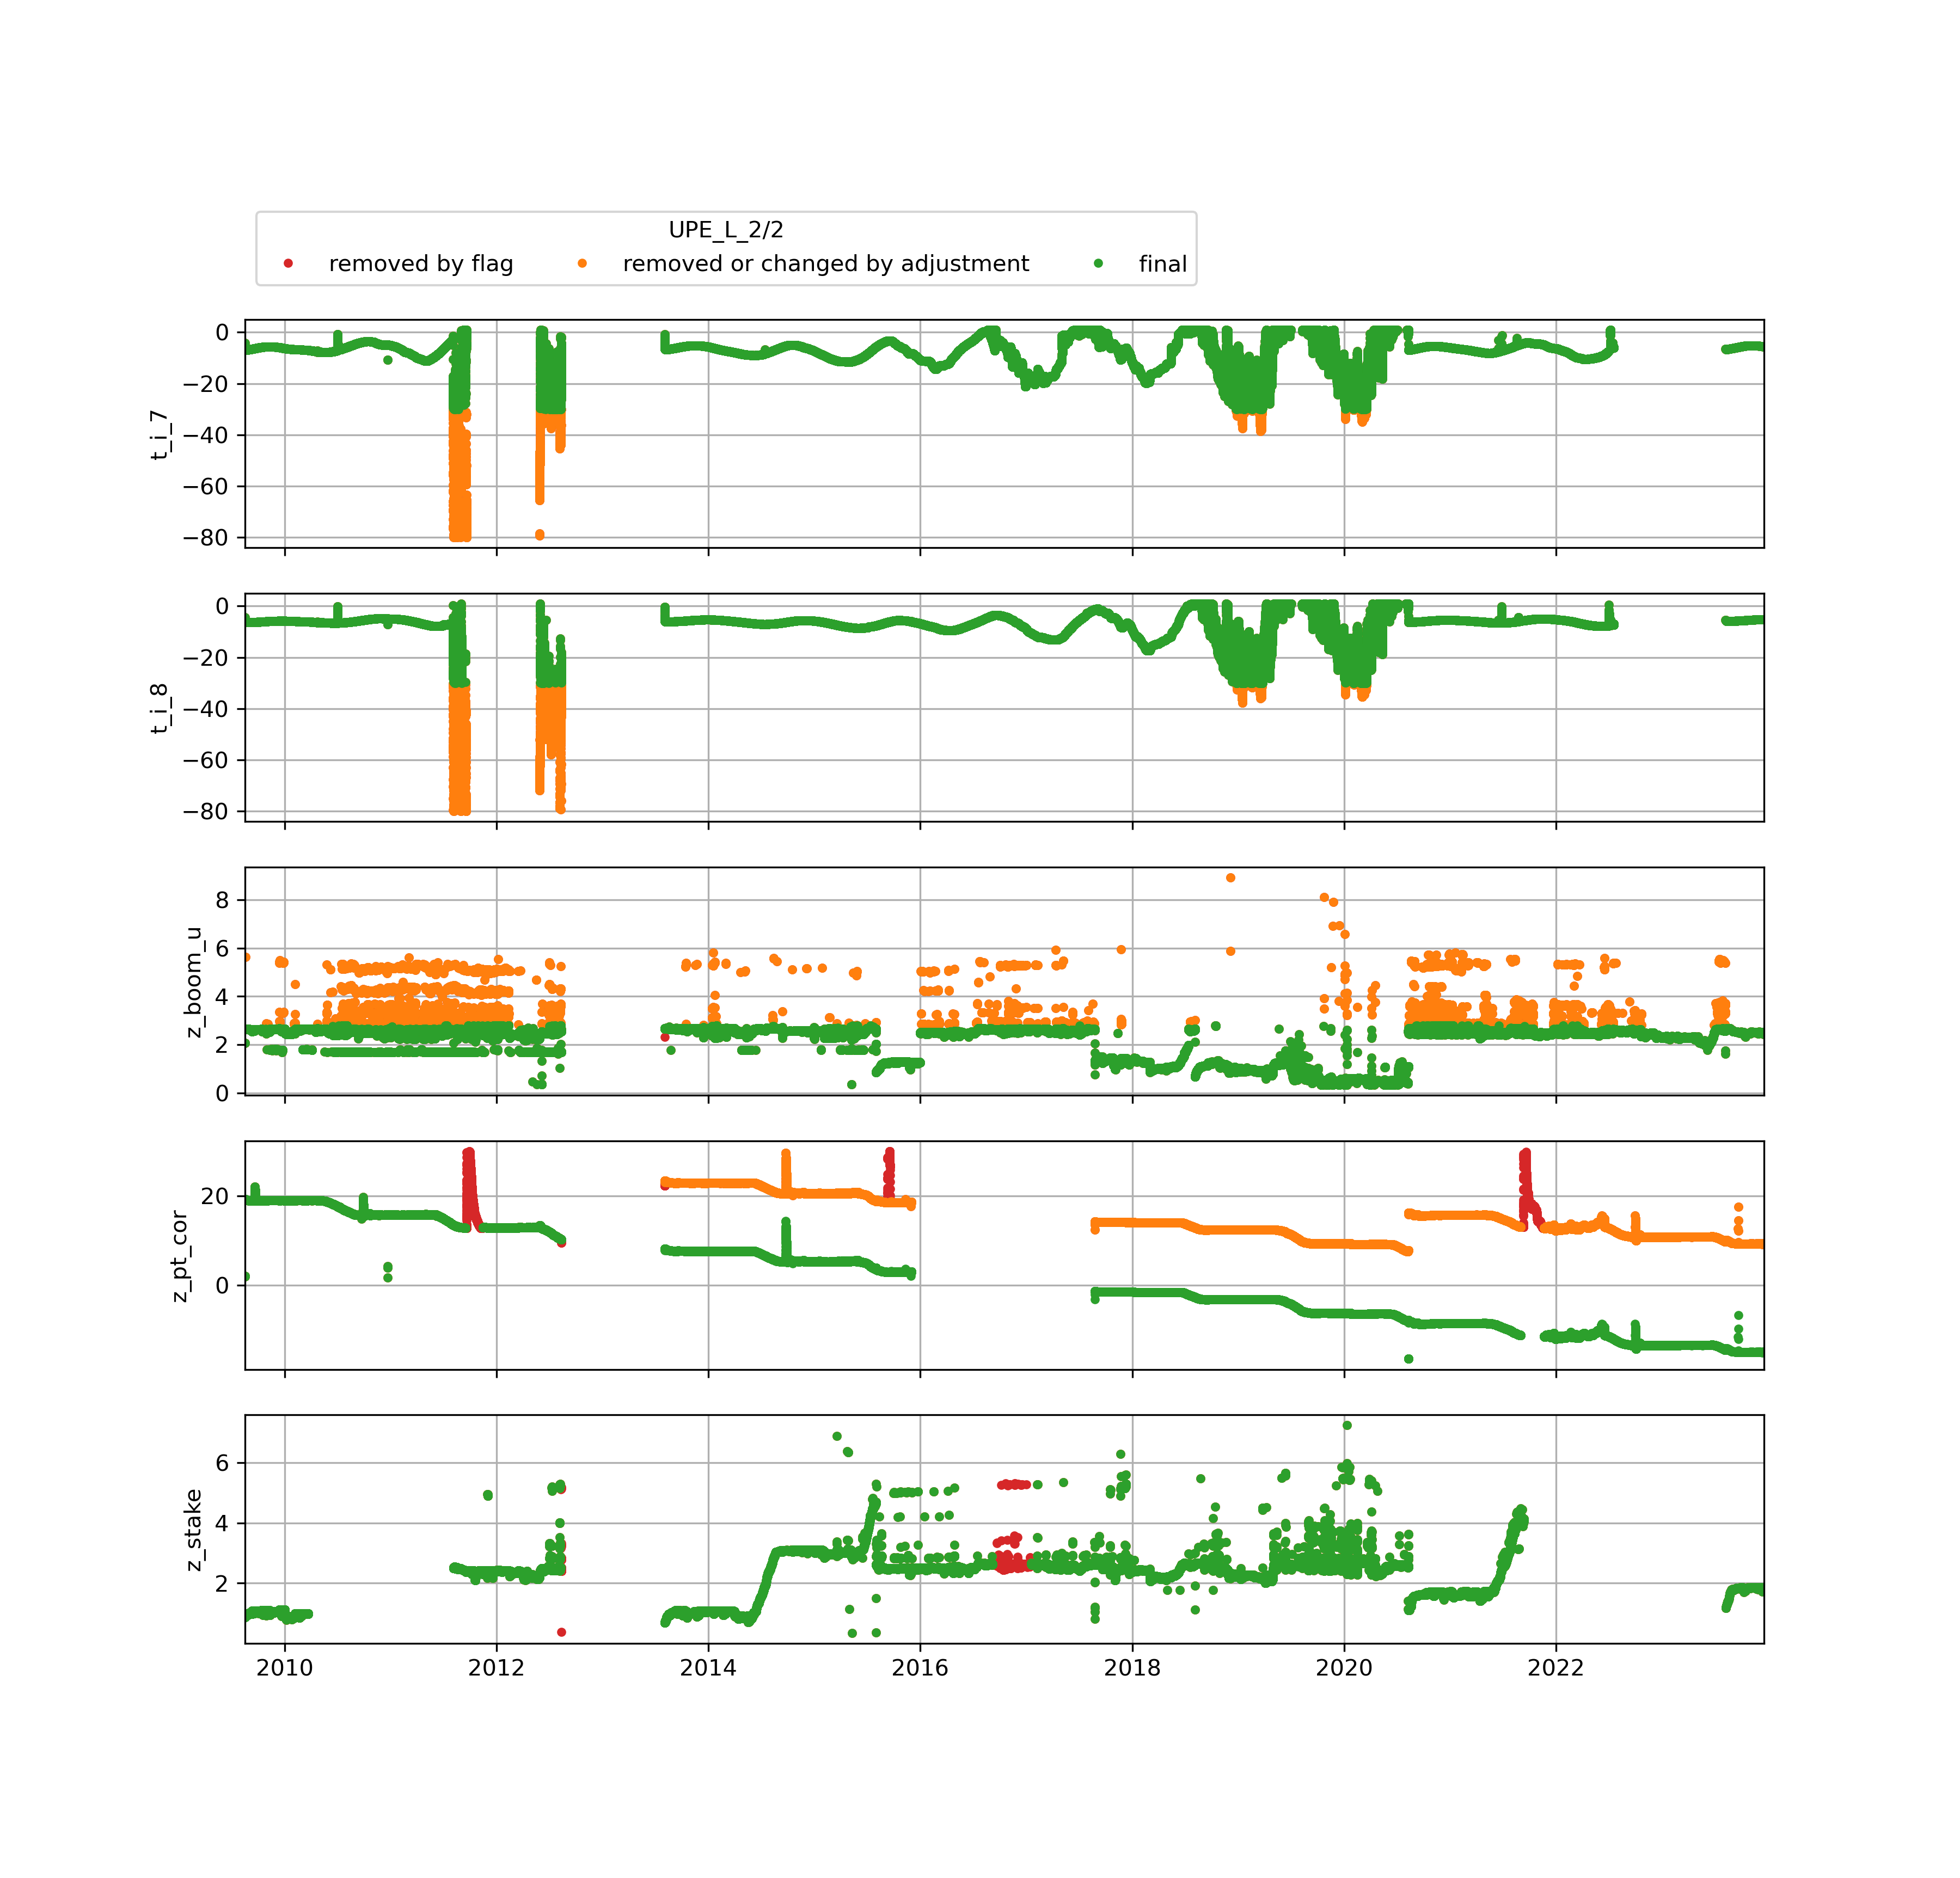 UPE_L_2/2
removed by flag removed or changed by adjustment final
0
−20
−40
−60
−80
t_i_7
0
−20
−40
−60
−80
t_i_8
8
6
4
2
0
z_boom_u
20
0
z_pt_cor
6
4
2
z_stake
2010 2012 2014 2016 2018 2020 2022